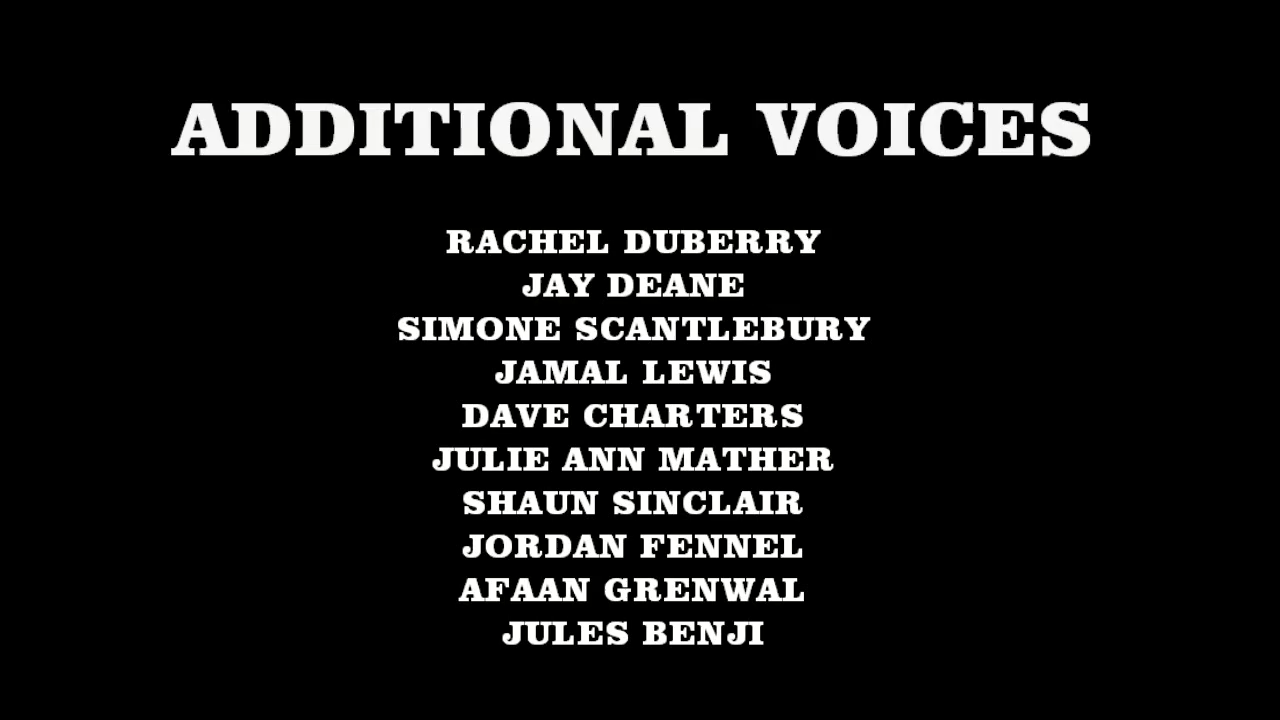 ADDITIONAL VOICES
RACHEL DUBERRY
JAY DEANE
SIMONE SCANTLEBURY
JAMAL LEWIS
DAVE CHARTERS
JULIE ANN MATHER
SHAUN SINCLAIR
JORDAN FENNEL
AFAAN GRENWAL
JULES BENJI